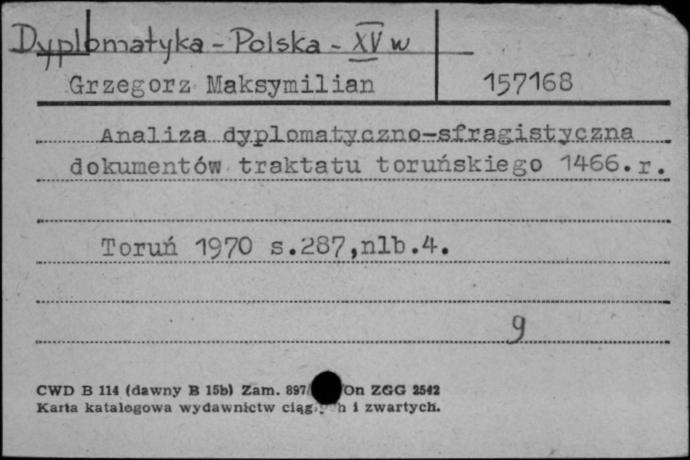 Dyplomatyka - Polska - XV w
Grzegorz Maksymilian 157168
Analiza dyplomatyczno-sfragistyczna
dokumentów traktatu toruńskiego 1466.r.
Toruń 1970 s.287,nlb.4.
9
CWD B 114 (dawny B 15b) Zam. 897/ /On ZGG 2542
Karta katalogowa wydawnictw i zwartych.